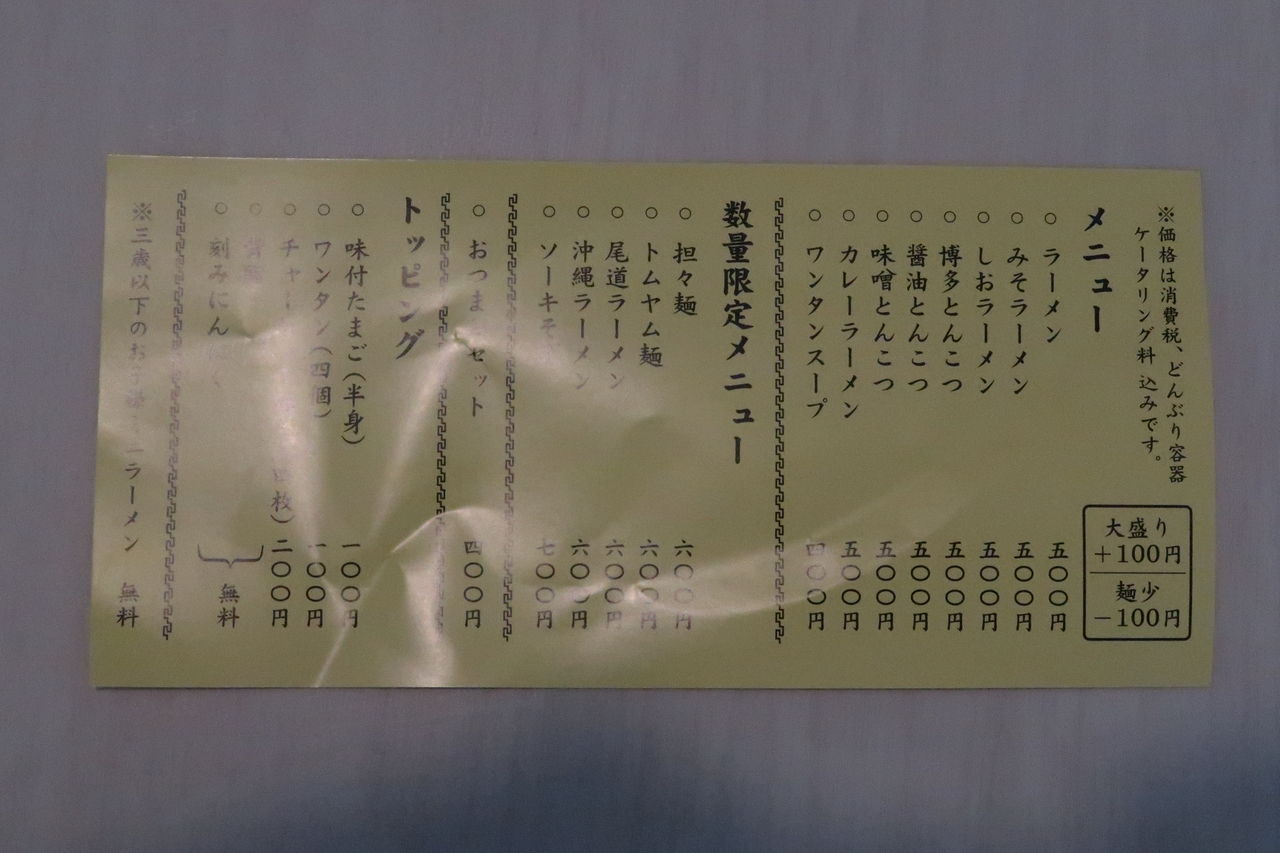 ※価格は消費税、どんぶり容器
ケータリング料 込みです。
大盛り
+100円
麺少
-100円
メニュー
○ ラーメン 五〇〇円
○ みそラーメン 五〇〇円
○ しおラーメン 五〇〇円
○ 博多とんこつ 五〇〇円
○ 醤油とんこつ 五〇〇円
○ 味噌とんこつ 五〇〇円
○ カレーラーメン 五〇〇円
○ ワンタンスープ 四〇〇円
数量限定メニュー
○ 担々麺 六〇〇円
○ トムヤム麺 六〇〇円
○ 尾道ラーメン 六〇〇円
○ 沖縄ラーメン 六〇〇円
○ ソーキそ 七〇〇円
○ おつま セット 四〇〇円
トッピング
○ 味付たまご(半身) 一〇〇円
○ ワンタン(四個) 一〇〇円
○ チャー 枚) 二〇〇円
○ 背脂
○ 刻みにん く
無料
※三歳以下のお子様 ラーメン 無料